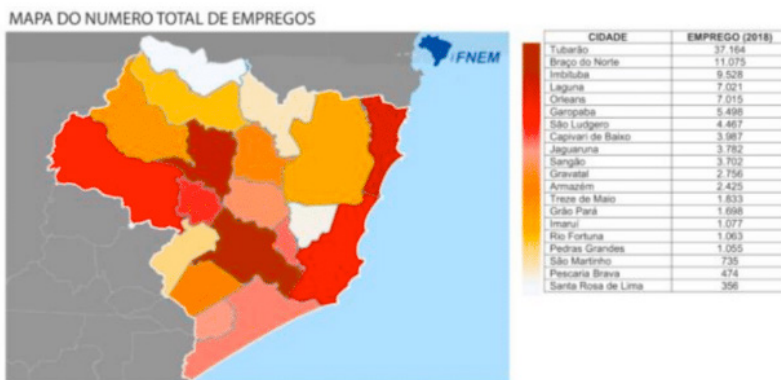 MAPA DO NUMERO TOTAL DE EMPREGOS
FNEM
CIDADE EMPREGO (2018)
Tubarão 37.164
Braço do Norte 11.075
Imbituba 9.528
Laguna 7.021
Orleans 7.015
Garopaba 5.498
São Ludgero 4.467
Capivari de Baixo 3.987
Jaguaruna 3.782
Sangão 3.702
Gravatal 2.756
Armazém 2.425
Treze de Maio 1.833
Grão Pará 1.698
Imaruí 1.077
Rio Fortuna 1.063
Pedras Grandes 1.055
São Martinho 735
Pescaria Brava 474
Santa Rosa de Lima 356